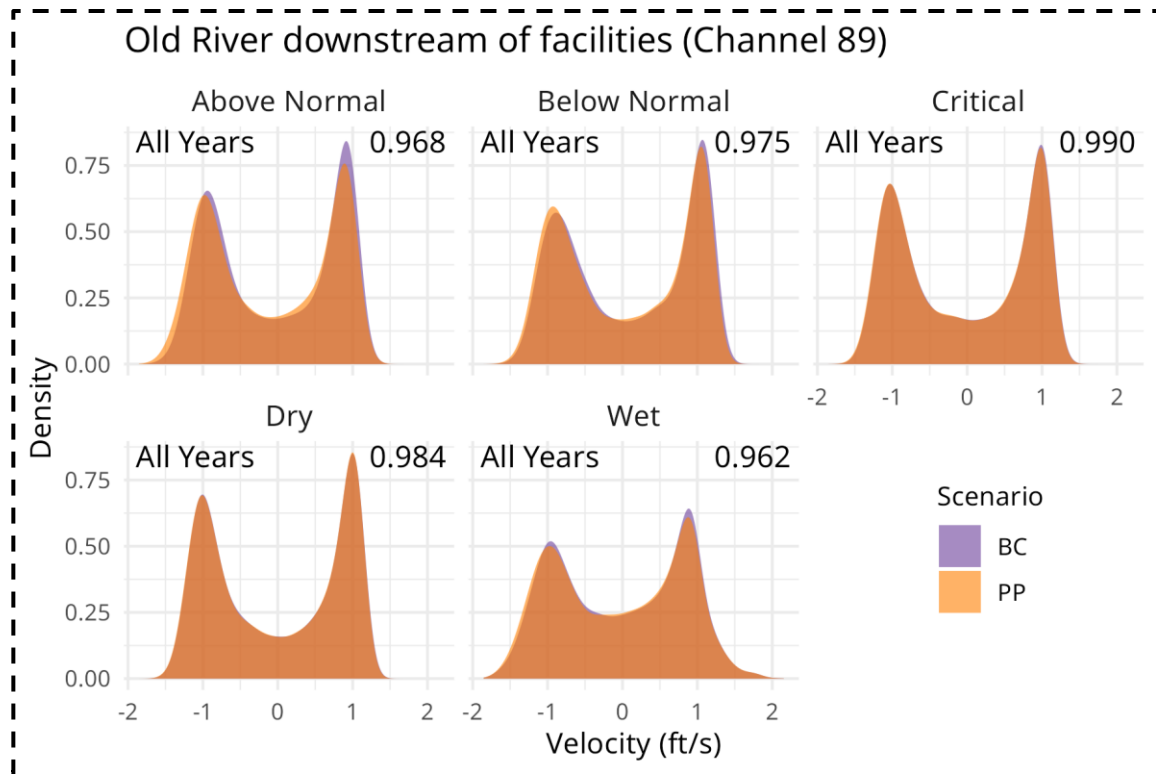 Old River downstream of facilities (Channel 89)
Above Normal
Below Normal
Critical
All Years 0.968
All Years 0.975
All Years 0.990
0.75
0.50
0.25
0.00
-2 -1 0 1 2
Dry
Wet
All Years 0.984
All Years 0.962
0.75
0.50
0.25
0.00
-2 -1 0 1 2
-2 -1 0 1 2
Density
Velocity (ft/s)
Scenario
BC
PP